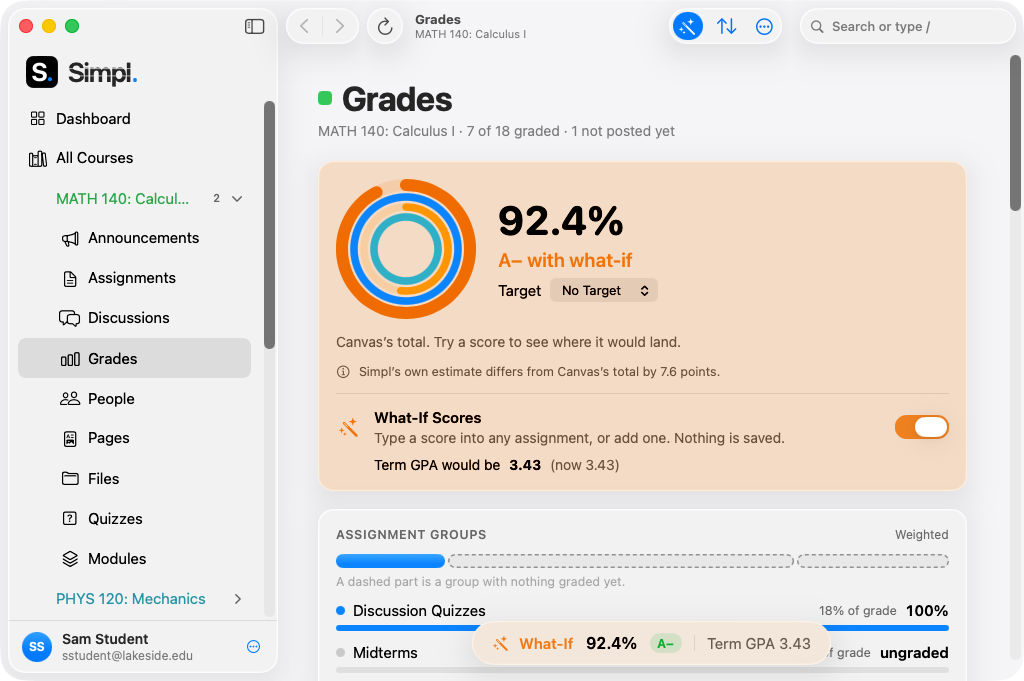 Grades
MATH 140: Calculus I
Search or type /
S. Simpl.
Dashboard
All Courses
MATH 140: Calcul... 2
Announcements
Assignments
Discussions
Grades
People
Pages
Files
Quizzes
Modules
PHYS 120: Mechanics
SS Sam Student
sstudent@lakeside.edu
Grades
MATH 140: Calculus I · 7 of 18 graded · 1 not posted yet
92.4%
A− with what-if
Target No Target
Canvas's total. Try a score to see where it would land.
Simpl's own estimate differs from Canvas's total by 7.6 points.
What-If Scores
Type a score into any assignment, or add one. Nothing is saved.
Term GPA would be 3.43 (now 3.43)
ASSIGNMENT GROUPS Weighted
A dashed part is a group with nothing graded yet.
Discussion Quizzes 18% of grade 100%
What-If 92.4% A− Term GPA 3.43
Midterms grade ungraded